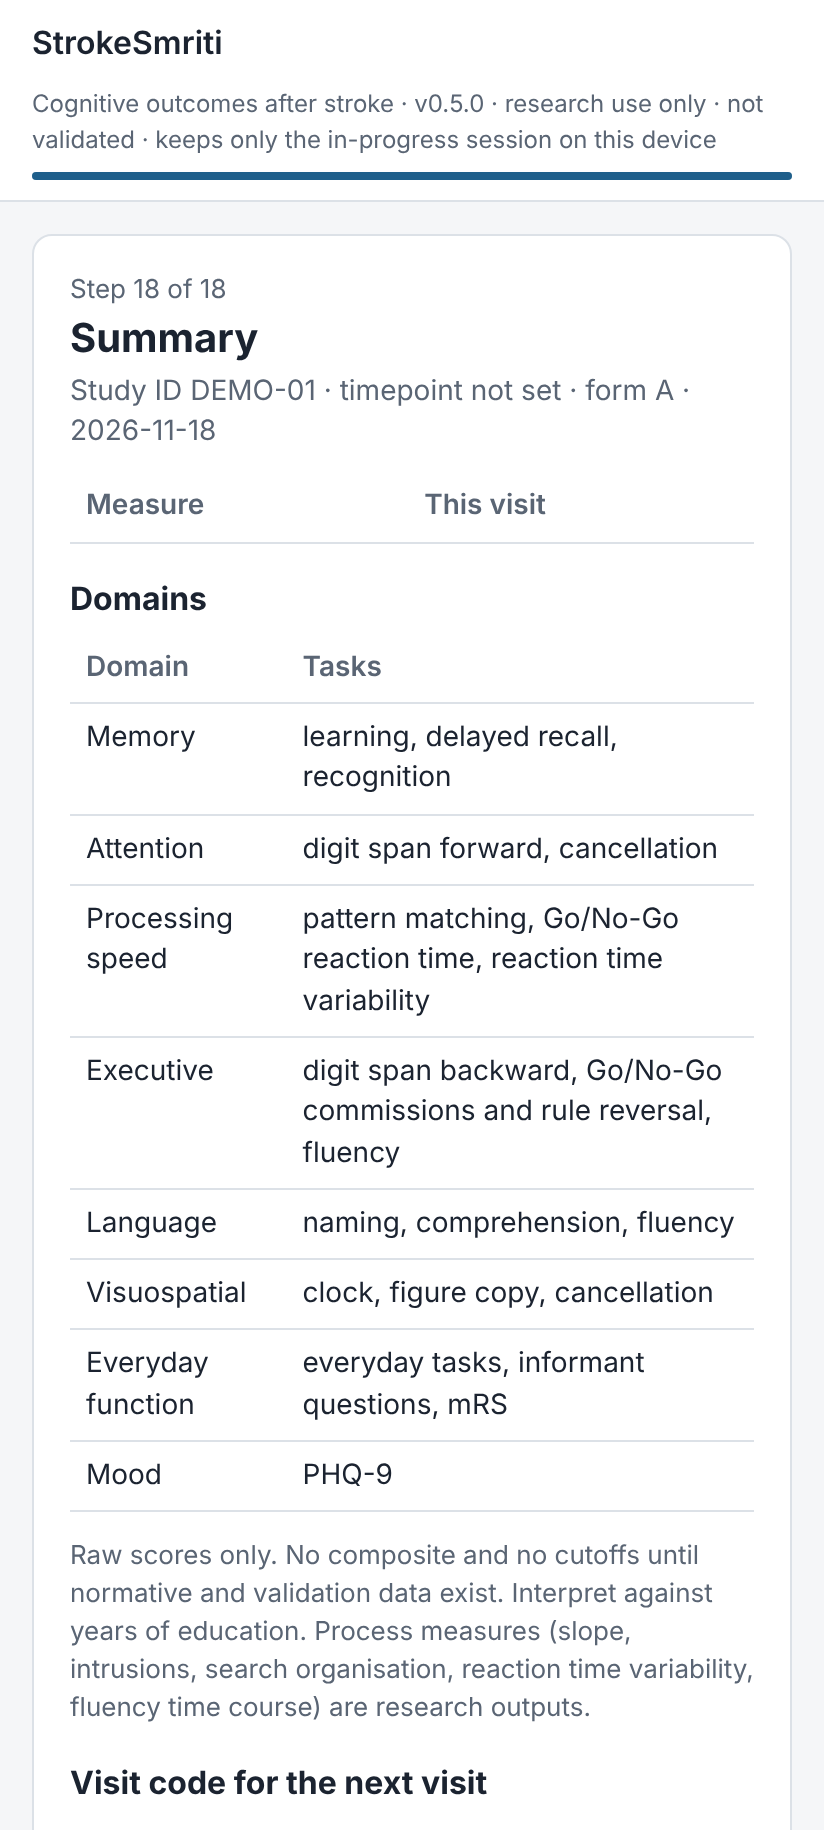 StrokeSmriti
Cognitive outcomes after stroke · v0.5.0 · research use only · not
validated · keeps only the in-progress session on this device
Step 18 of 18
Summary
Study ID DEMO-01 · timepoint not set · form A ·
2026-11-18
Measure This visit
Domains
Domain Tasks
Memory learning, delayed recall,
recognition
Attention digit span forward, cancellation
Processing pattern matching, Go/No-Go
speed reaction time, reaction time
variability
Executive digit span backward, Go/No-Go
commissions and rule reversal,
fluency
Language naming, comprehension, fluency
Visuospatial clock, figure copy, cancellation
Everyday everyday tasks, informant
function questions, mRS
Mood PHQ-9
Raw scores only. No composite and no cutoffs until
normative and validation data exist. Interpret against
years of education. Process measures (slope,
intrusions, search organisation, reaction time variability,
fluency time course) are research outputs.
Visit code for the next visit